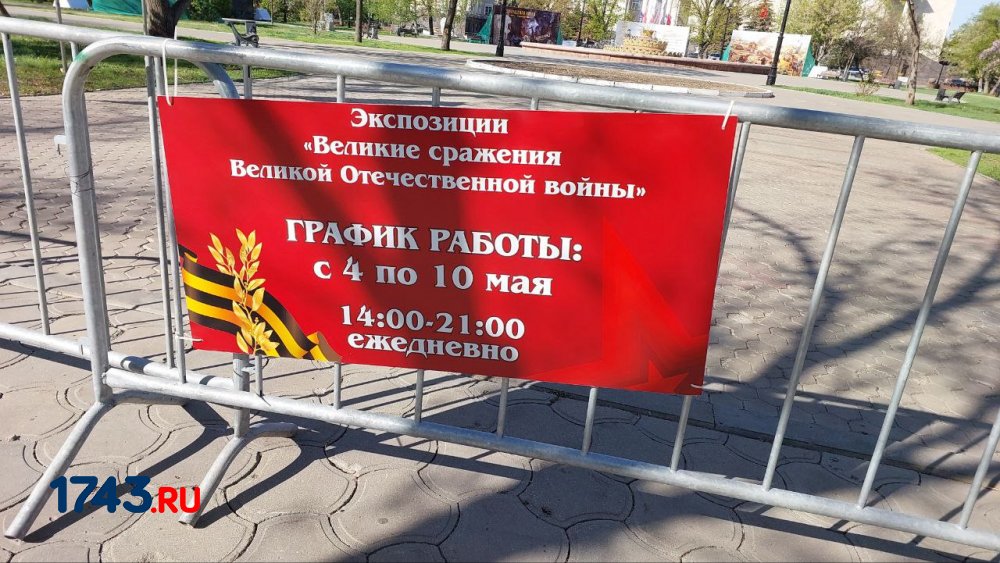 Экспозиции
«Великие сражения
Великой Отечественной войны»
ГРАФИК РАБОТЫ:
с 4 по 10 мая
14:00-21:00
ежедневно
1743.RU